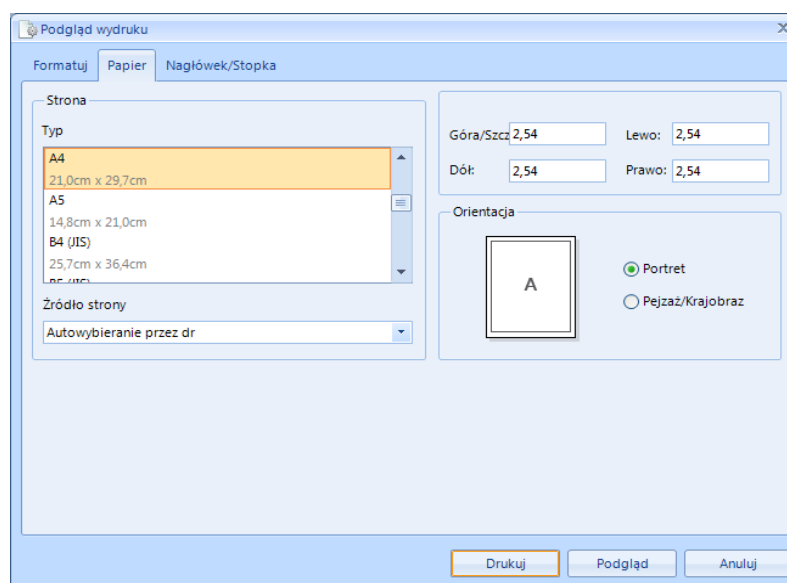 Podgląd wydruku
Formatuj Papier Nagłówek/Stopka
Strona
Typ
A4
21,0cm x 29,7cm
A5
14,8cm x 21,0cm
B4 (JIS)
25,7cm x 36,4cm
B5 (JIS)
Źródło strony
Autowybieranie przez dr
Góra/Szcz 2,54 Lewo: 2,54
Dół: 2,54 Prawo: 2,54
Orientacja
A
Portret
Pejzaż/Krajobraz
Drukuj Podgląd Anuluj